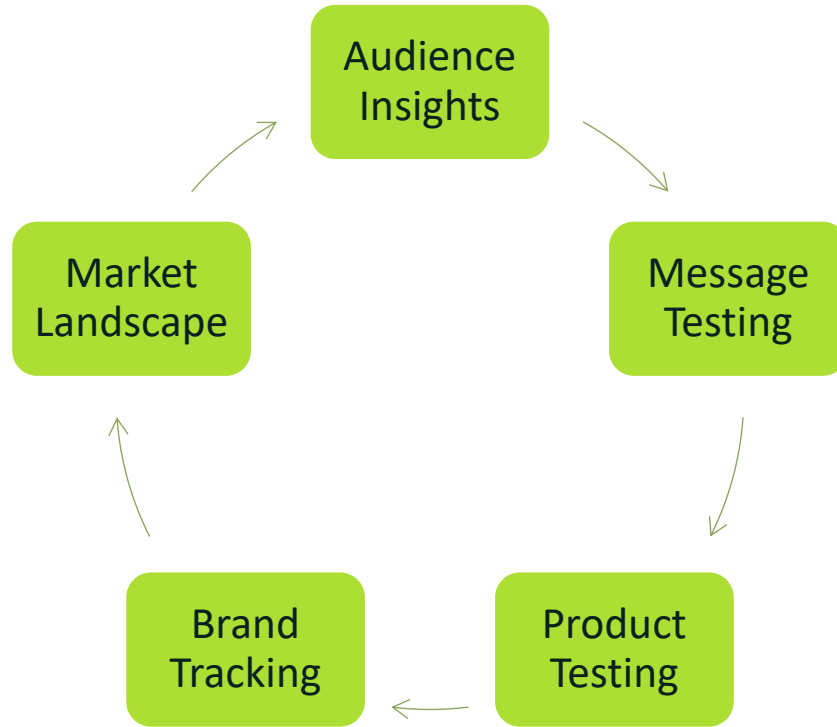 Audience
Insights
Message
Testing
Product
Testing
Brand
Tracking
Market
Landscape